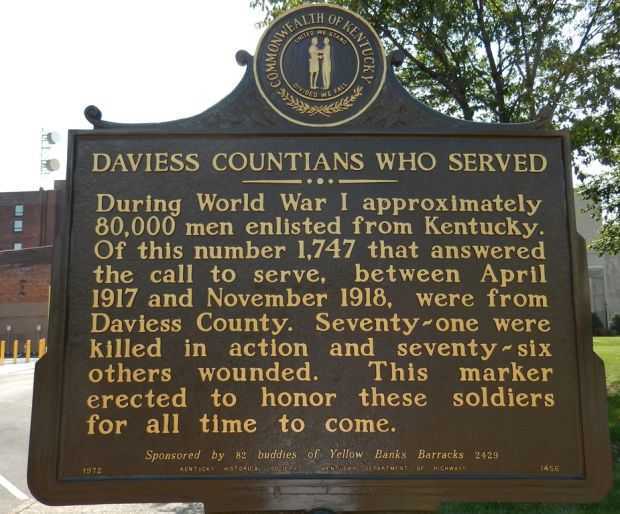 COMMONWEALTH OF KENTUCKY
UNITED WE STAND
DIVIDED WE FALL
DAVIESS COUNTIANS WHO SERVED
During World War I approximately
80,000 men enlisted from Kentucky.
Of this number 1,747 that answered
the call to serve, between April
1917 and November 1918, were from
Daviess County. Seventy-one were
killed in action and seventy-six
others wounded. This marker
erected to honor these soldiers
for all time to come.
Sponsored by 82 buddies of Yellow Banks Barracks 2429
1972 KENTUCKY HISTORICAL SOCIETY KENTUCKY DEPARTMENT OF HIGHWAYS 1456